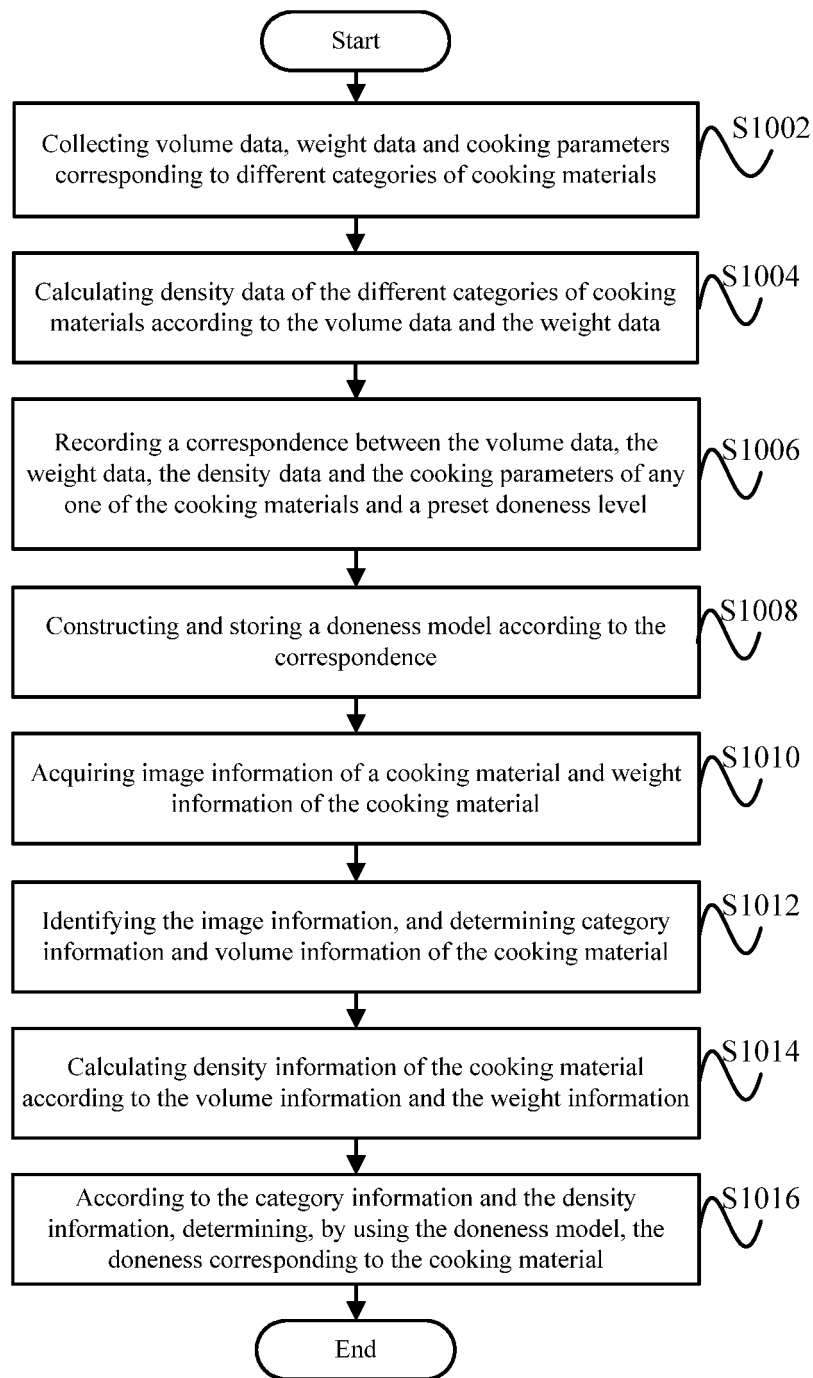 Start
Collecting volume data, weight data and cooking parameters
corresponding to different categories of cooking materials
S1002
Calculating density data of the different categories of cooking
materials according to the volume data and the weight data
S1004
Recording a correspondence between the volume data, the
weight data, the density data and the cooking parameters of any
one of the cooking materials and a preset doneness level
S1006
Constructing and storing a doneness model according to the
correspondence
S1008
Acquiring image information of a cooking material and weight
information of the cooking material
S1010
Identifying the image information, and determining category
information and volume information of the cooking material
S1012
Calculating density information of the cooking material
according to the volume information and the weight information
S1014
According to the category information and the density
information, determining, by using the doneness model, the
doneness corresponding to the cooking material
S1016
End